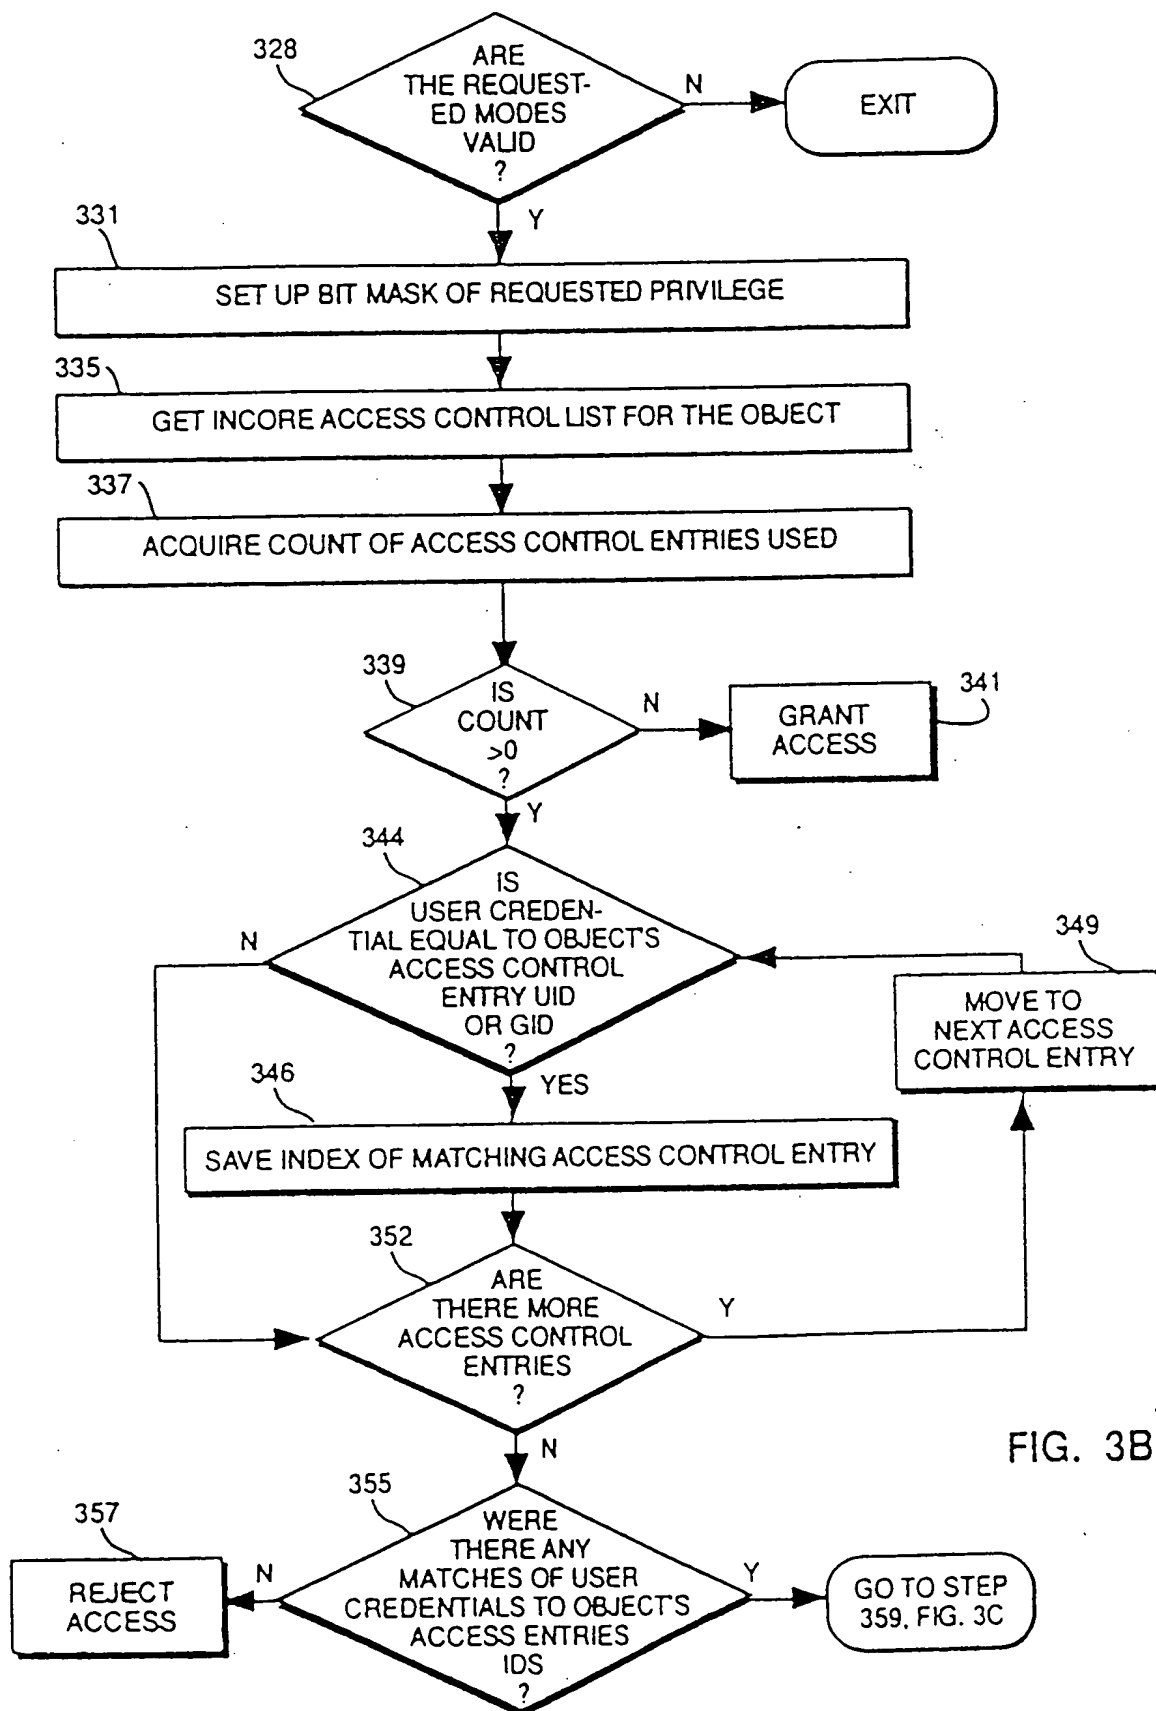 328
ARE
THE REQUEST-
ED MODES
VALID
?
N
EXIT
Y
331
SET UP BIT MASK OF REQUESTED PRIVILEGE
335
GET INCORE ACCESS CONTROL LIST FOR THE OBJECT
337
ACQUIRE COUNT OF ACCESS CONTROL ENTRIES USED
339
IS
COUNT
>0
?
N
GRANT
ACCESS
341
Y
344
IS
USER CREDEN-
TIAL EQUAL TO OBJECT'S
ACCESS CONTROL
ENTRY UID
OR GID
?
N
349
MOVE TO
NEXT ACCESS
CONTROL ENTRY
YES
346
SAVE INDEX OF MATCHING ACCESS CONTROL ENTRY
352
ARE
THERE MORE
ACCESS CONTROL
ENTRIES
?
Y
N
FIG. 3B
355
WERE
THERE ANY
MATCHES OF USER
CREDENTIALS TO OBJECT'S
ACCESS ENTRIES
IDS
?
357
N
REJECT
ACCESS
Y
GO TO STEP
359, FIG. 3C